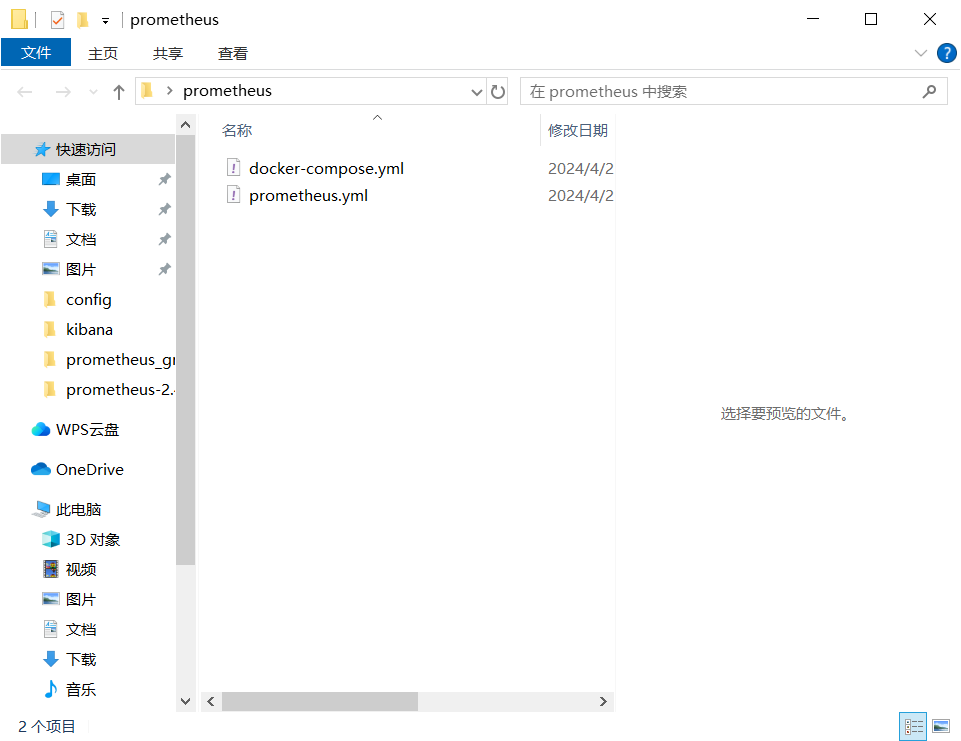 prometheus
文件 主页 共享 查看
prometheus 在 prometheus 中搜索
名称 修改日期
docker-compose.yml 2024/4/2
prometheus.yml 2024/4/2
快速访问
桌面
下载
文档
图片
config
kibana
prometheus_gr
prometheus-2.
WPS云盘
OneDrive
此电脑
3D 对象
视频
图片
文档
下载
音乐
选择要预览的文件。
2 个项目